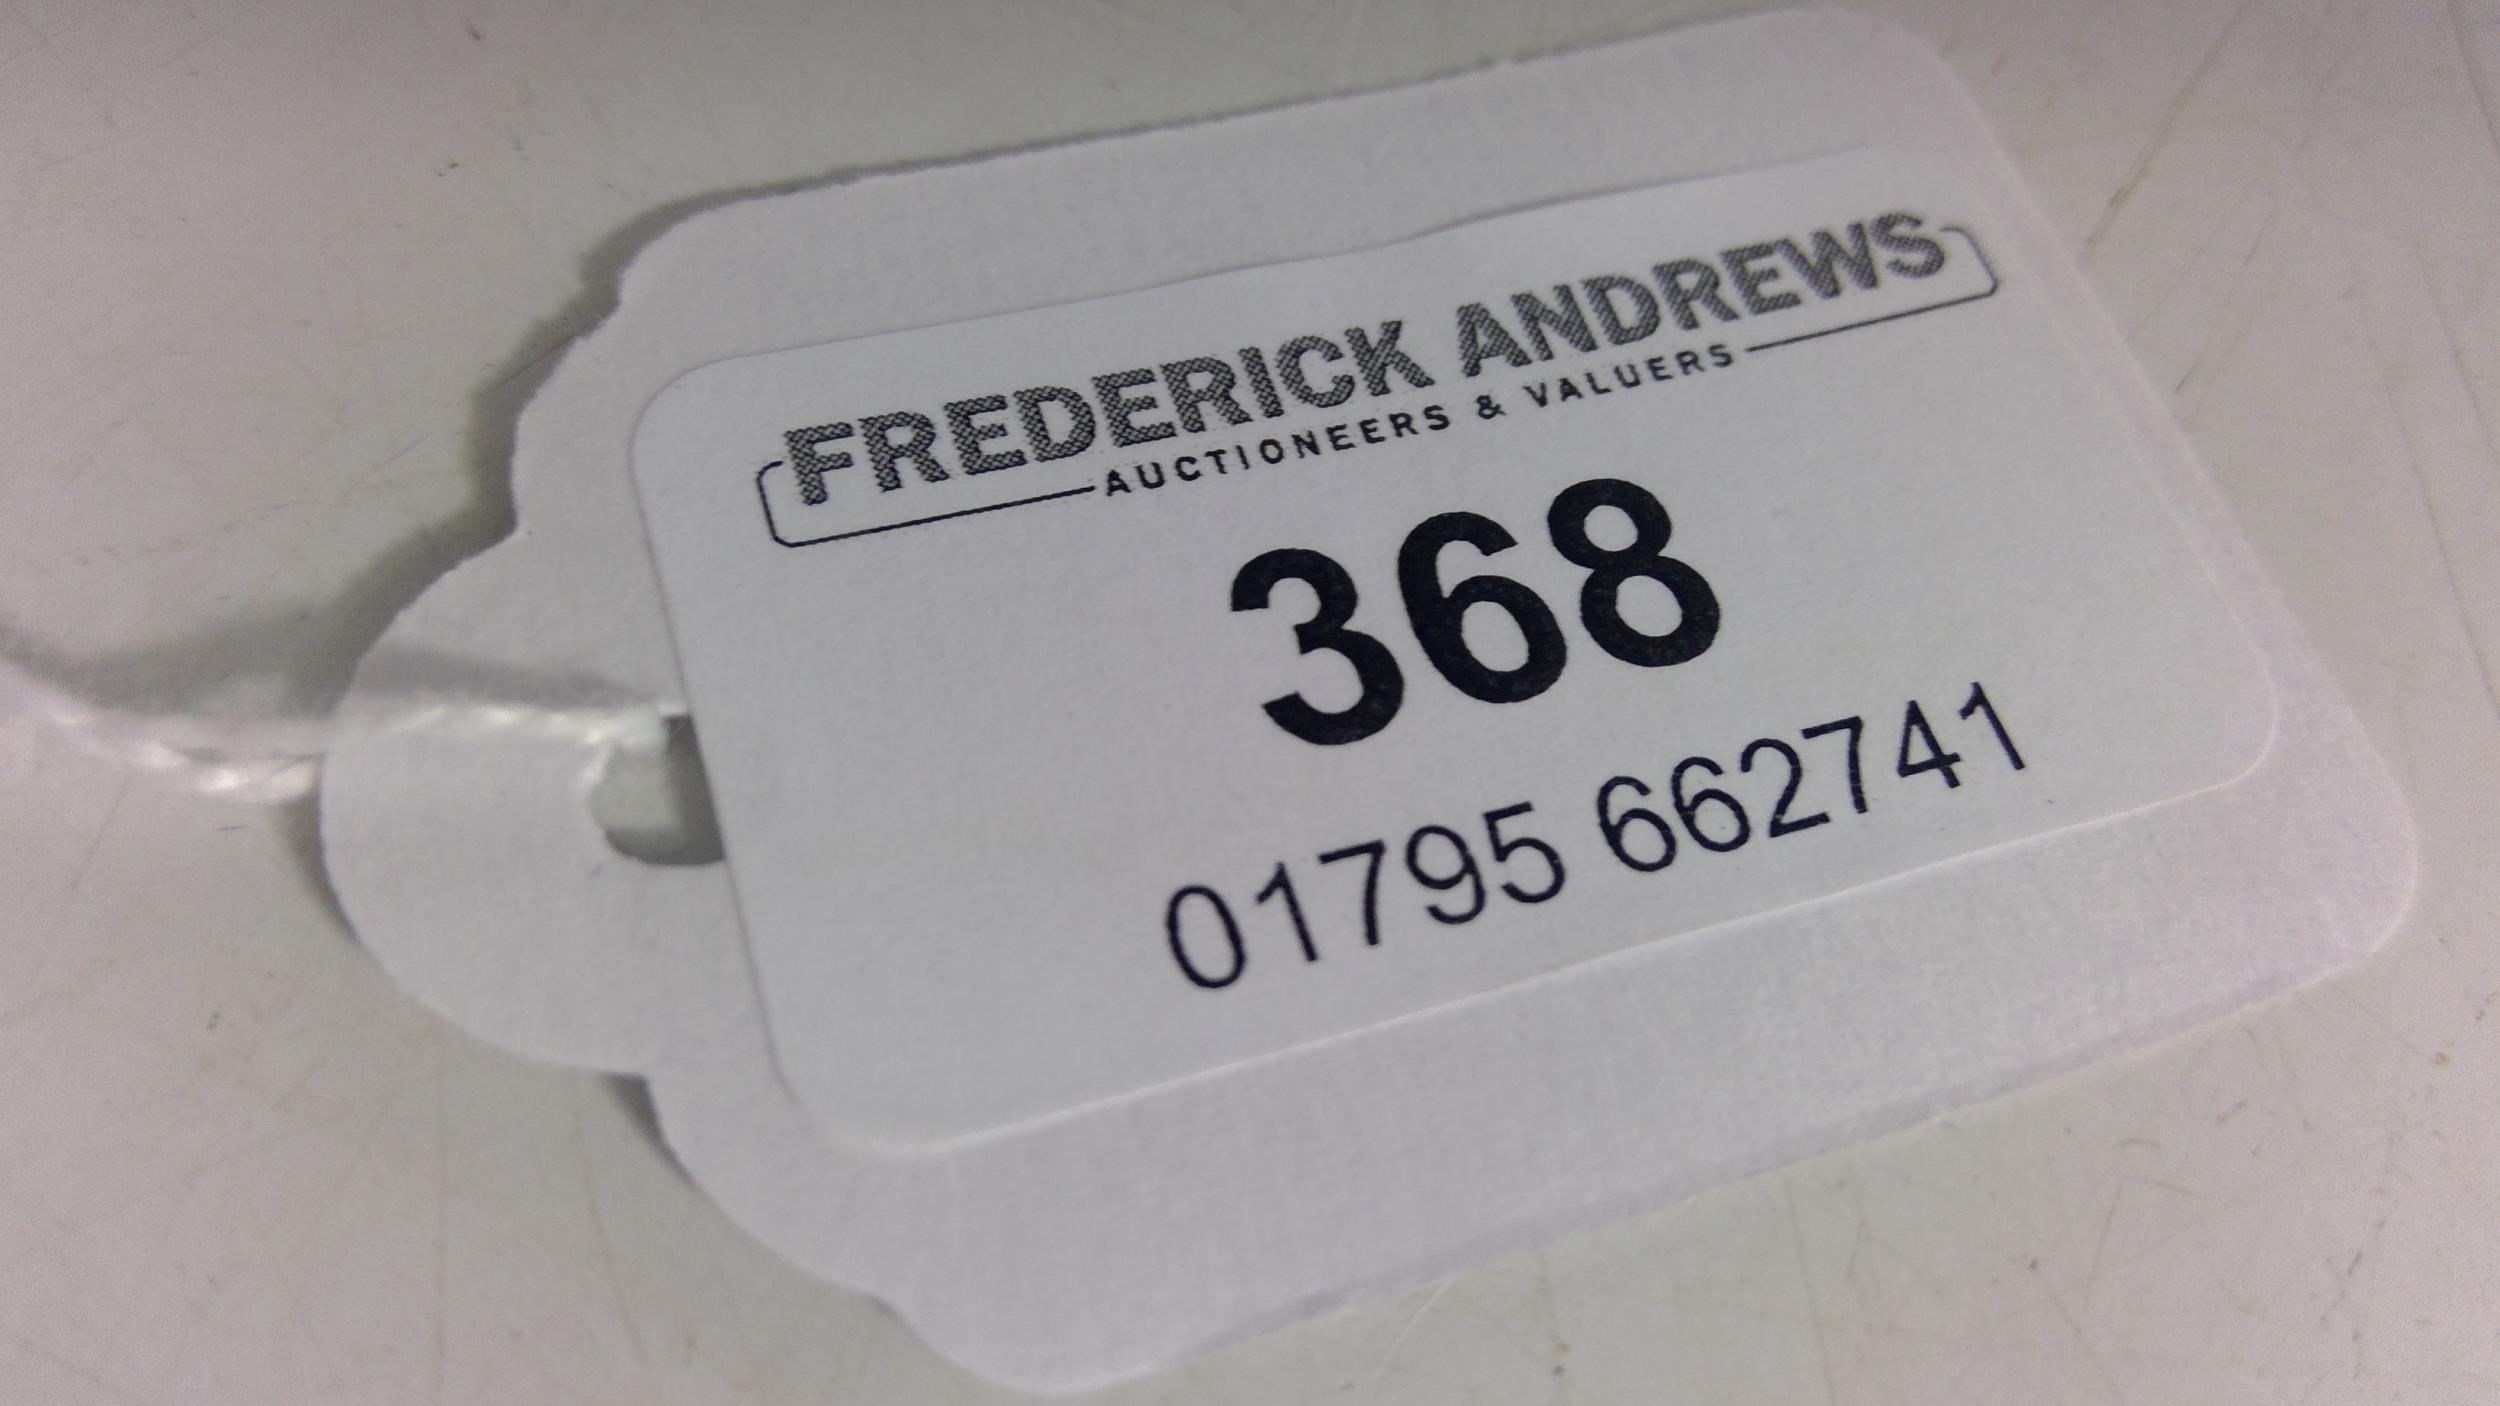 FREDERICK ANDREWS
AUCTIONEERS & VALUERS
368
01795 662741